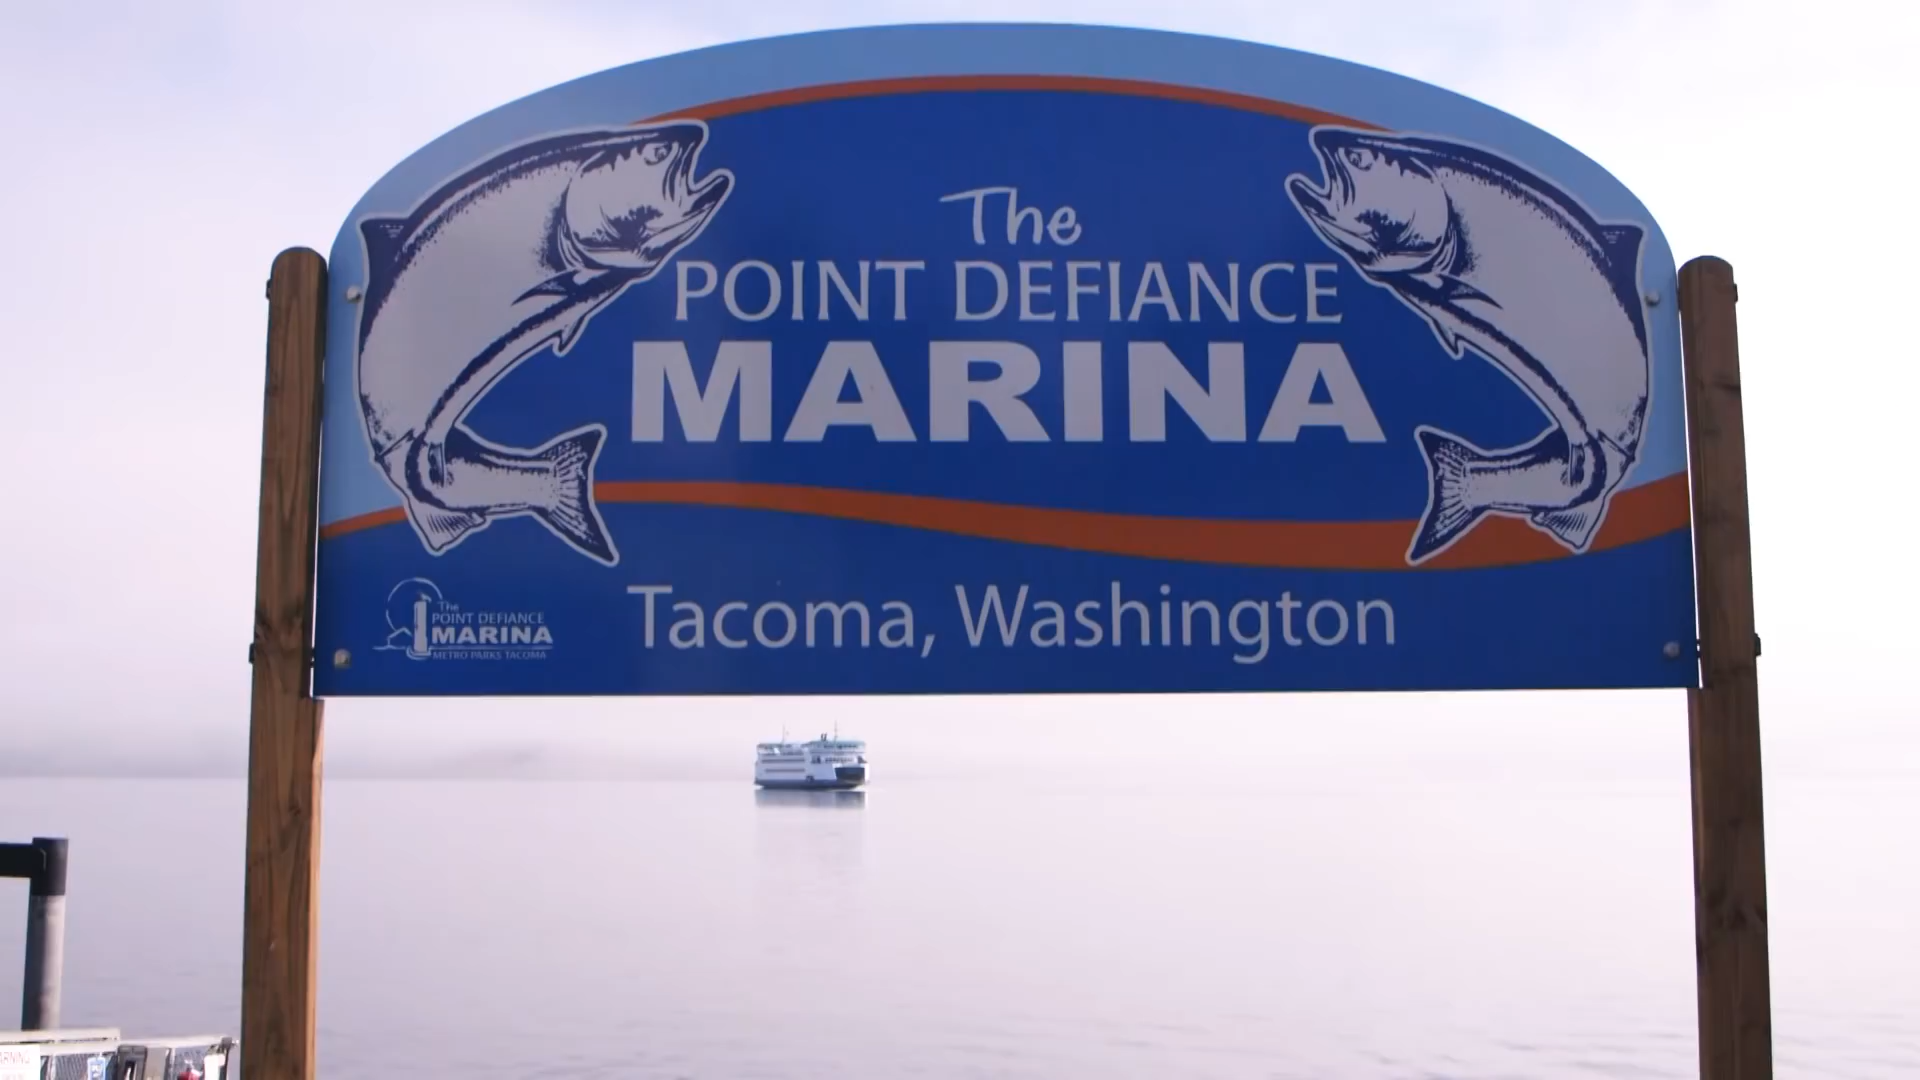 The
POINT DEFIANCE
MARINA
Tacoma, Washington
The
POINT DEFIANCE
MARINA
METRO PARKS TACOMA